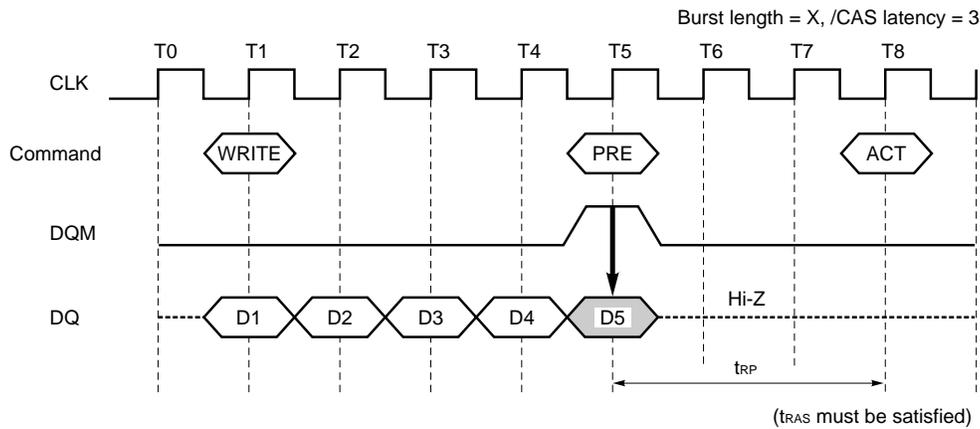 Burst length = X, /CAS latency = 3
T0 T1 T2 T3 T4 T5 T6 T7 T8
CLK
Command WRITE PRE ACT
DQM
Hi-Z
DQ D1 D2 D3 D4 D5
tRP
(tRAS must be satisfied)